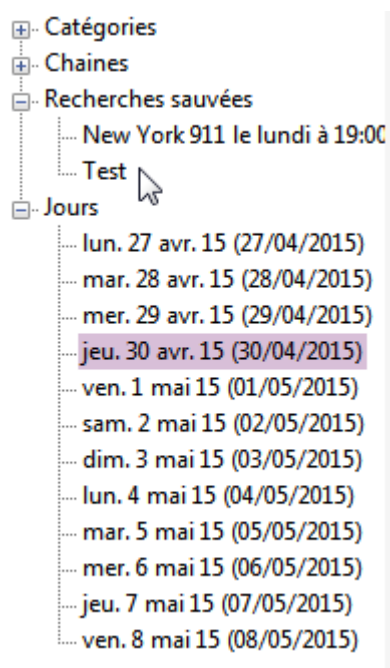 Catégories
Chaines
Recherches sauvées
New York 911 le lundi à 19:00
Test
Jours
lun. 27 avr. 15 (27/04/2015)
mar. 28 avr. 15 (28/04/2015)
mer. 29 avr. 15 (29/04/2015)
jeu. 30 avr. 15 (30/04/2015)
ven. 1 mai 15 (01/05/2015)
sam. 2 mai 15 (02/05/2015)
dim. 3 mai 15 (03/05/2015)
lun. 4 mai 15 (04/05/2015)
mar. 5 mai 15 (05/05/2015)
mer. 6 mai 15 (06/05/2015)
jeu. 7 mai 15 (07/05/2015)
ven. 8 mai 15 (08/05/2015)